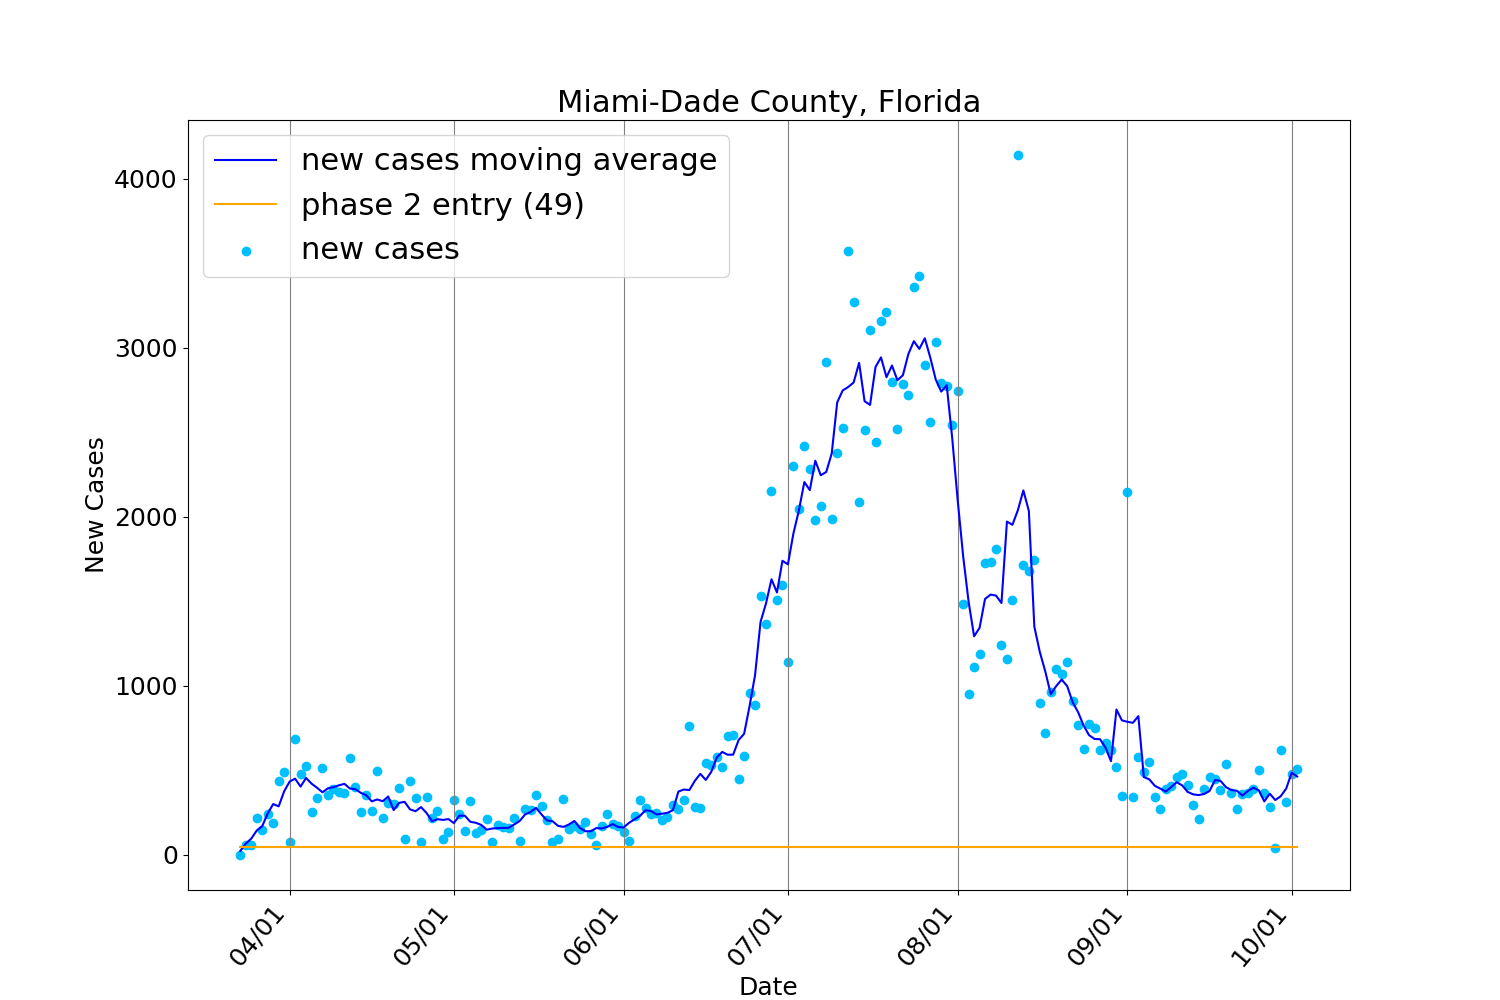 Miami-Dade County, Florida
new cases moving average
phase 2 entry (49)
new cases
4000
3000
2000
1000
0
New Cases
04/01
05/01
06/01
07/01
08/01
09/01
10/01
Date